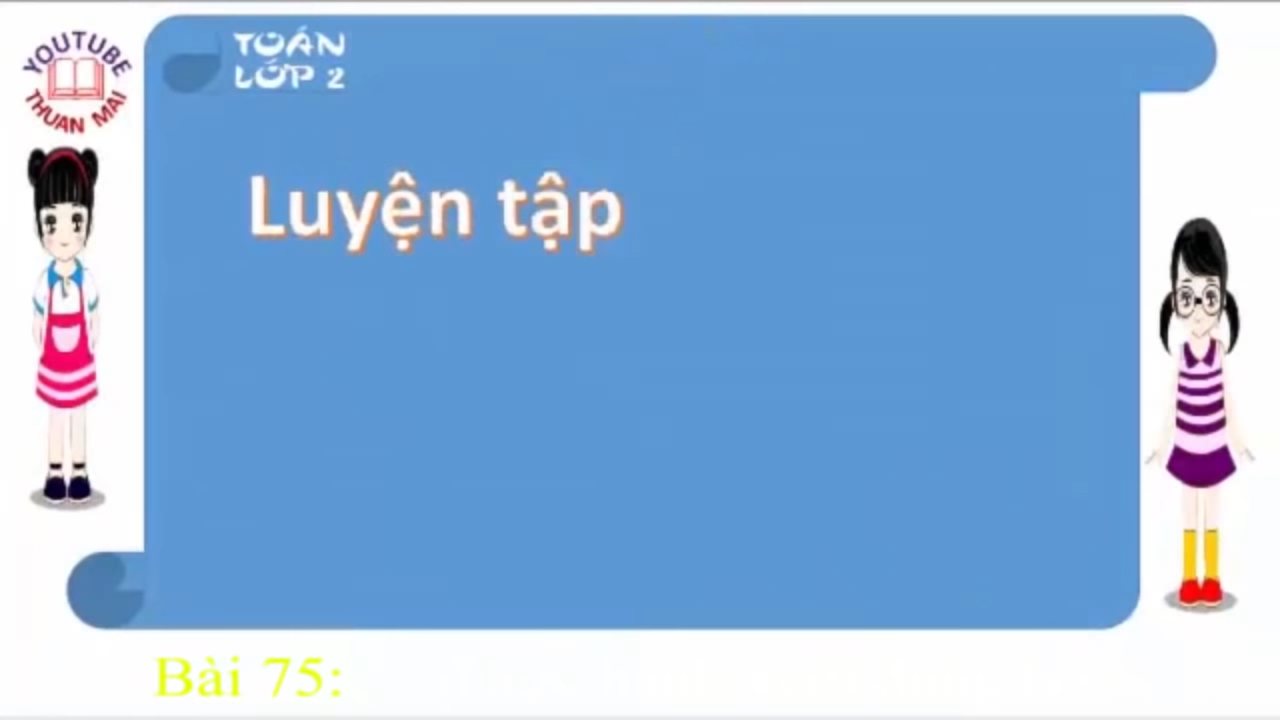 YOUTUBE
THUAN MAI
TOÁN
LỚP 2
Luyện tập
Bài 75: